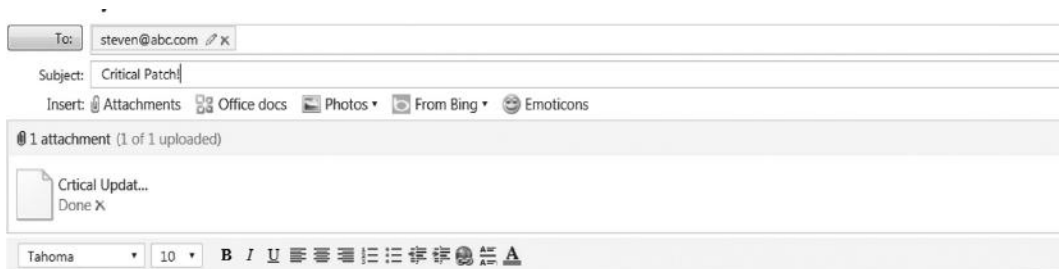 To: steven@abc.com
Subject: Critical Patch!
Insert: Attachments Office docs Photos From Bing Emoticons
1 attachment (1 of 1 uploaded)
Crtical Updat...
Done
Tahoma 10 B I U A